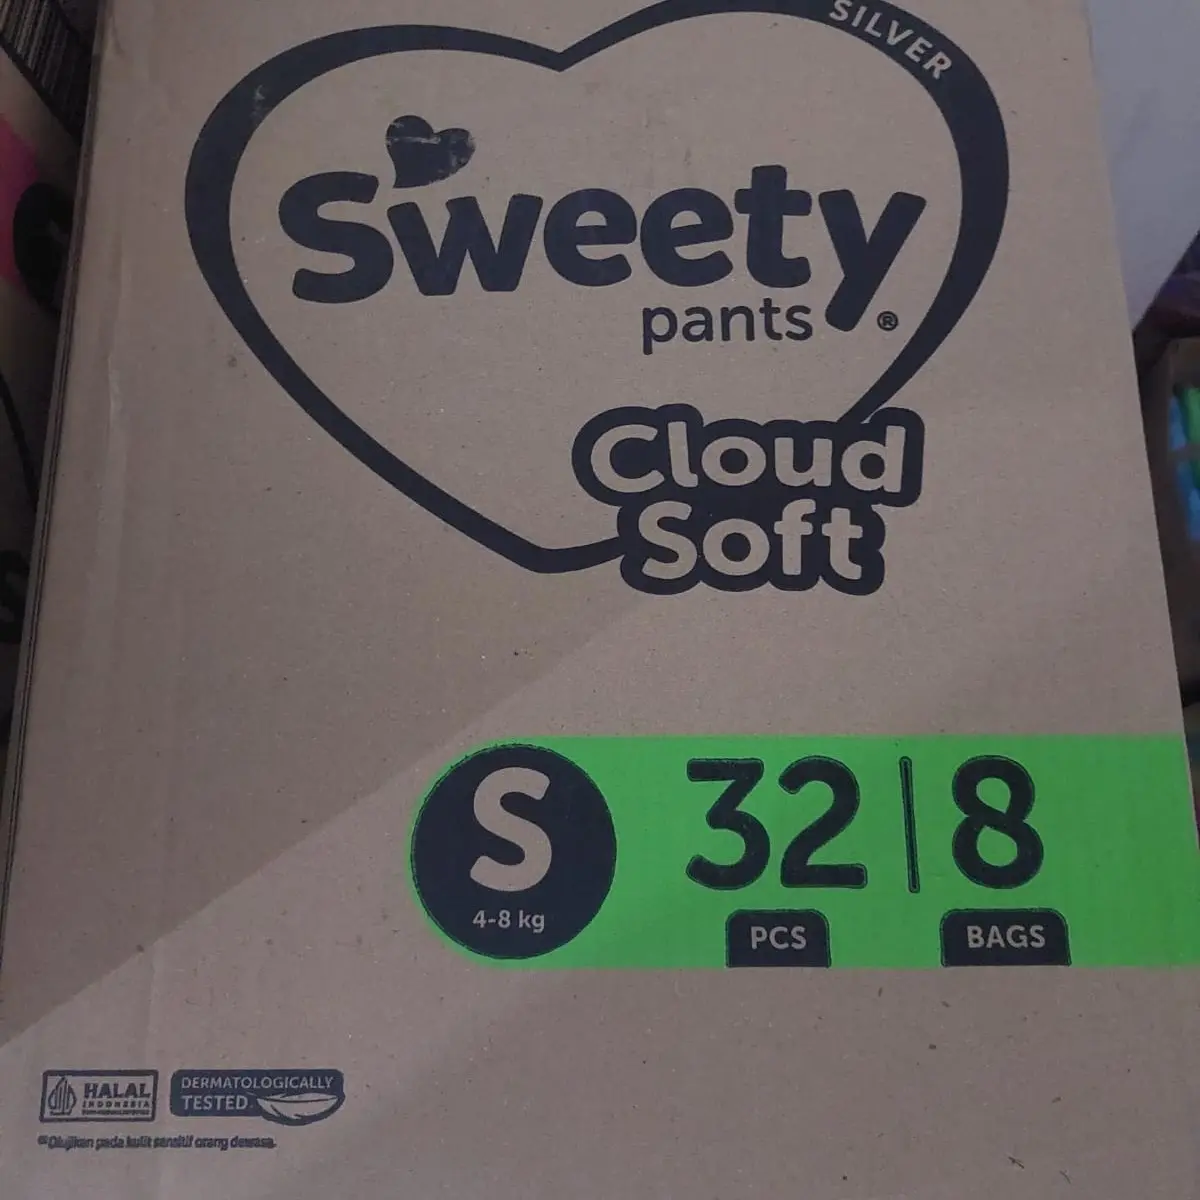 SILVER
Sweety
pants ®
Cloud
Soft
S
4-8 kg
32 | 8
PCS
BAGS
HALAL
INDONESIA
DERMATOLOGICALLY
TESTED
Diujikan pada kulit sensitif orang dewasa.